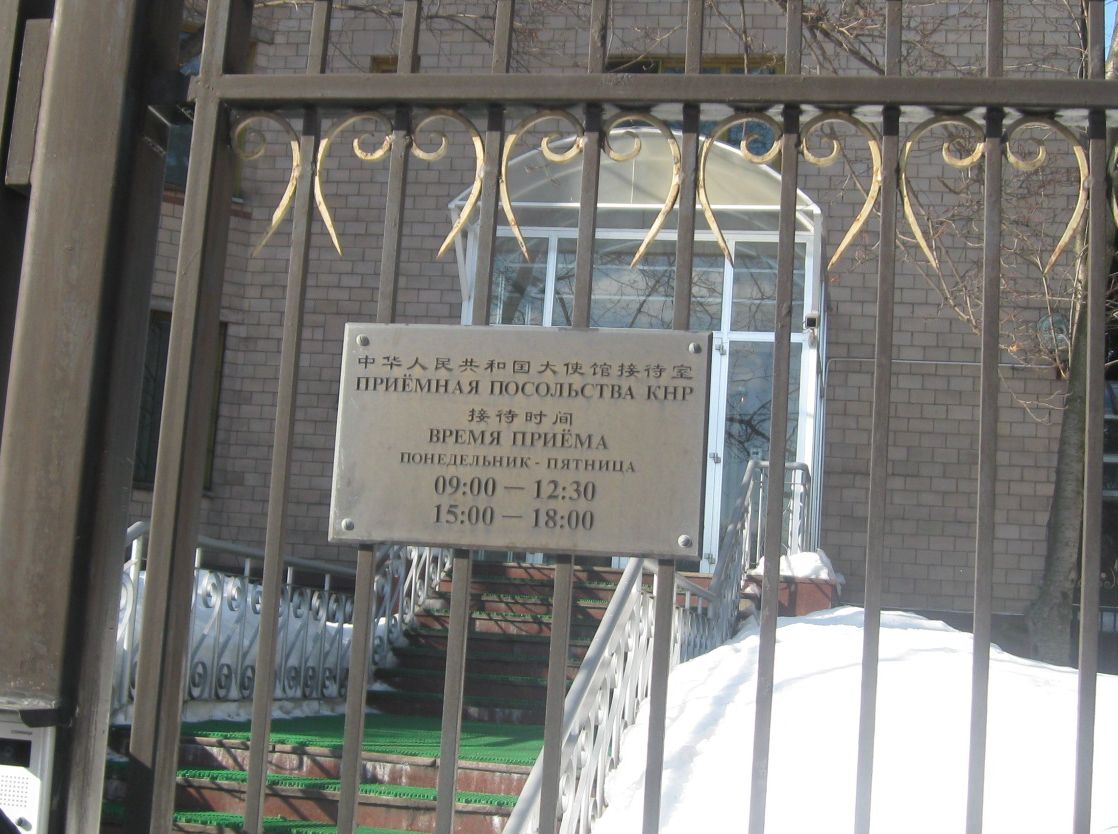 中华人民共和国大使馆接待室
ПРИЁМНАЯ ПОСОЛЬСТВА КНР
接待时间
ВРЕМЯ ПРИЁМА
ПОНЕДЕЛЬНИК - ПЯТНИЦА
09:00 — 12:30
15:00 — 18:00